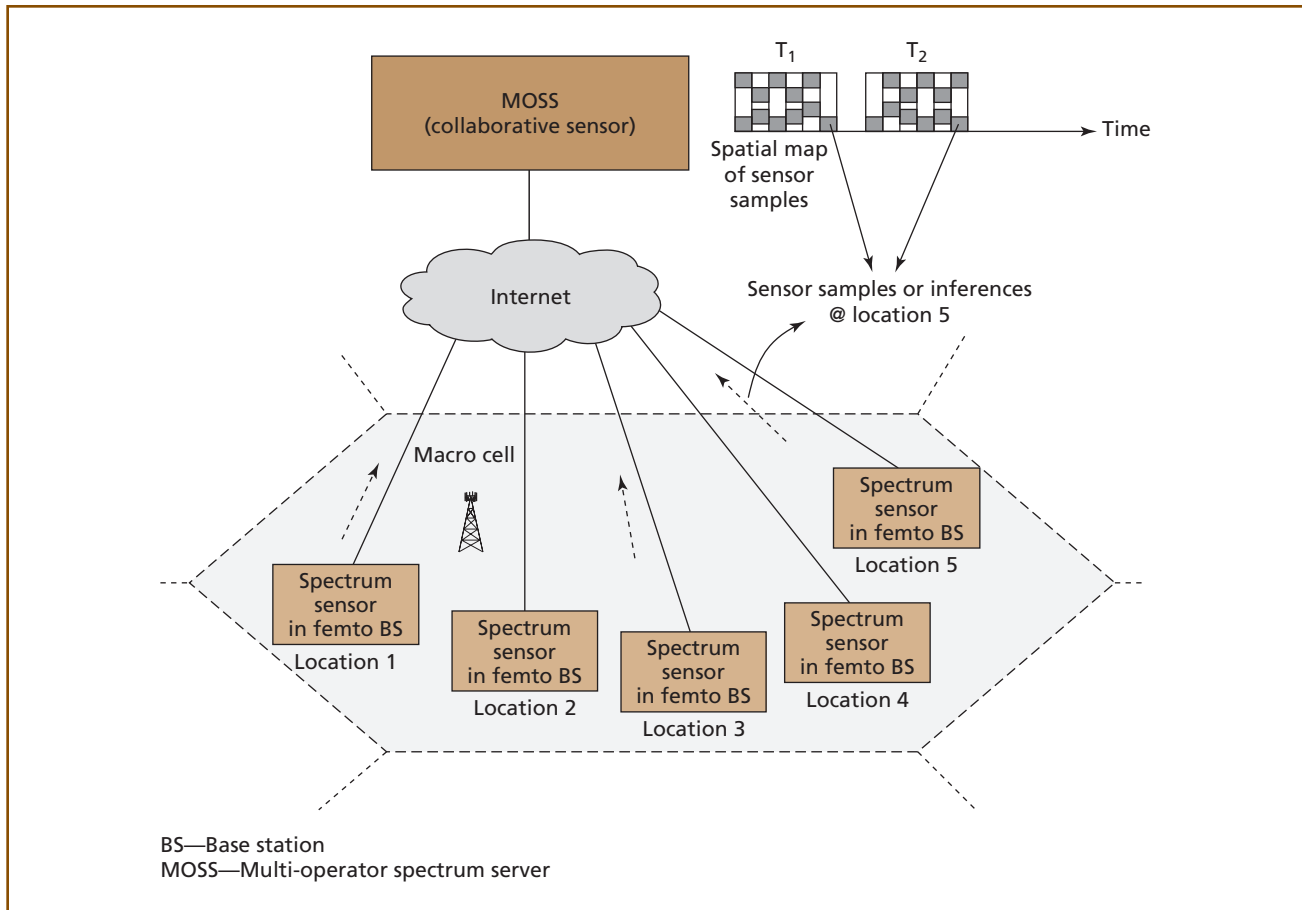 MOSS
(collaborative sensor)
T1
T2
Time
Spatial map
of sensor
samples
Internet
Sensor samples or inferences
@ location 5
Macro cell
Spectrum
sensor
in femto BS
Location 1
Spectrum
sensor
in femto BS
Location 2
Spectrum
sensor
in femto BS
Location 3
Spectrum
sensor
in femto BS
Location 4
Spectrum
sensor
in femto BS
Location 5
BS—Base station
MOSS—Multi-operator spectrum server